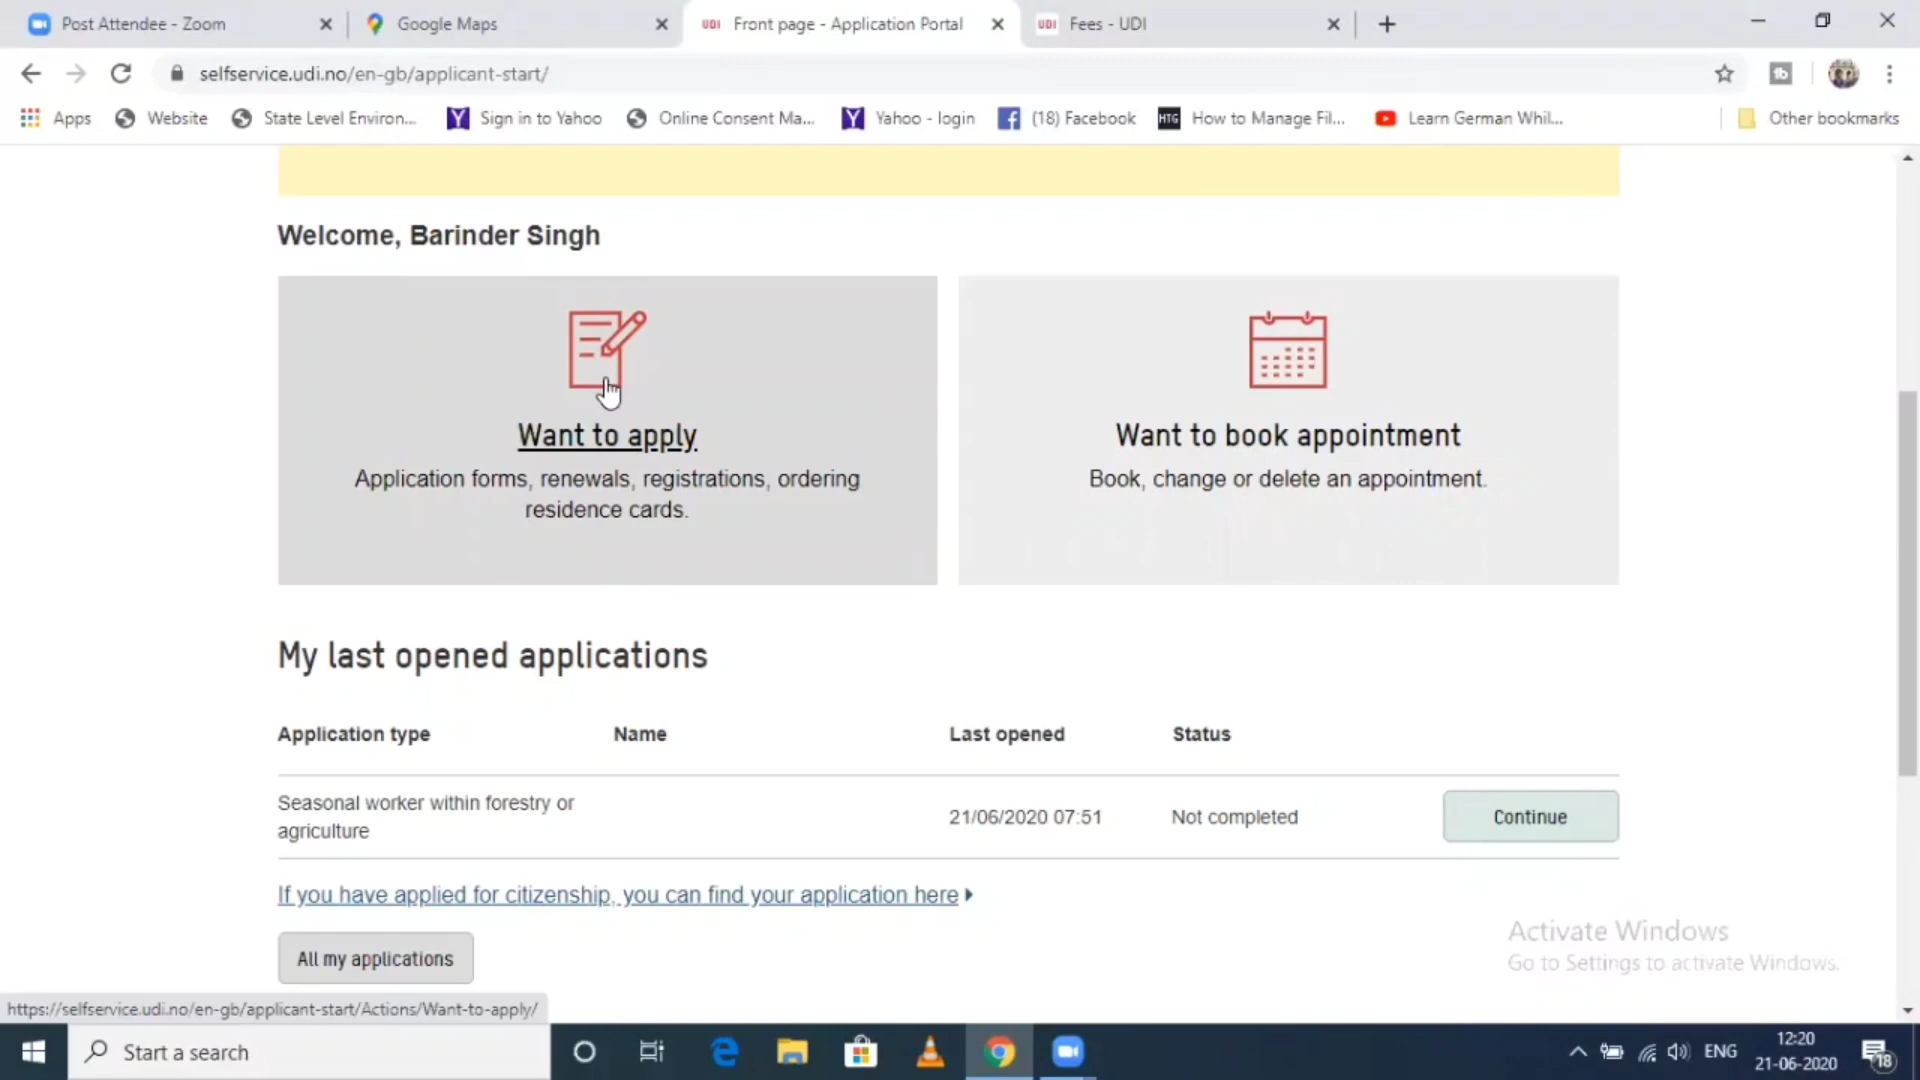 Post Attendee - Zoom
Google Maps
UDI Front page - Application Portal
UDI Fees - UDI
selfservice.udi.no/en-gb/applicant-start/
Apps
Website
State Level Environ...
Sign in to Yahoo
Online Consent Ma...
Yahoo - login
(18) Facebook
HTG How to Manage Fil...
Learn German Whil...
Other bookmarks
Welcome, Barinder Singh
Want to apply
Application forms, renewals, registrations, ordering
residence cards.
Want to book appointment
Book, change or delete an appointment.
My last opened applications
Application type Name Last opened Status
Seasonal worker within forestry or
agriculture
21/06/2020 07:51 Not completed Continue
If you have applied for citizenship, you can find your application here
All my applications
Activate Windows
Go to Settings to activate Windows.
https://selfservice.udi.no/en-gb/applicant-start/Actions/Want-to-apply/
Start a search
ENG
12:20
21-06-2020
18